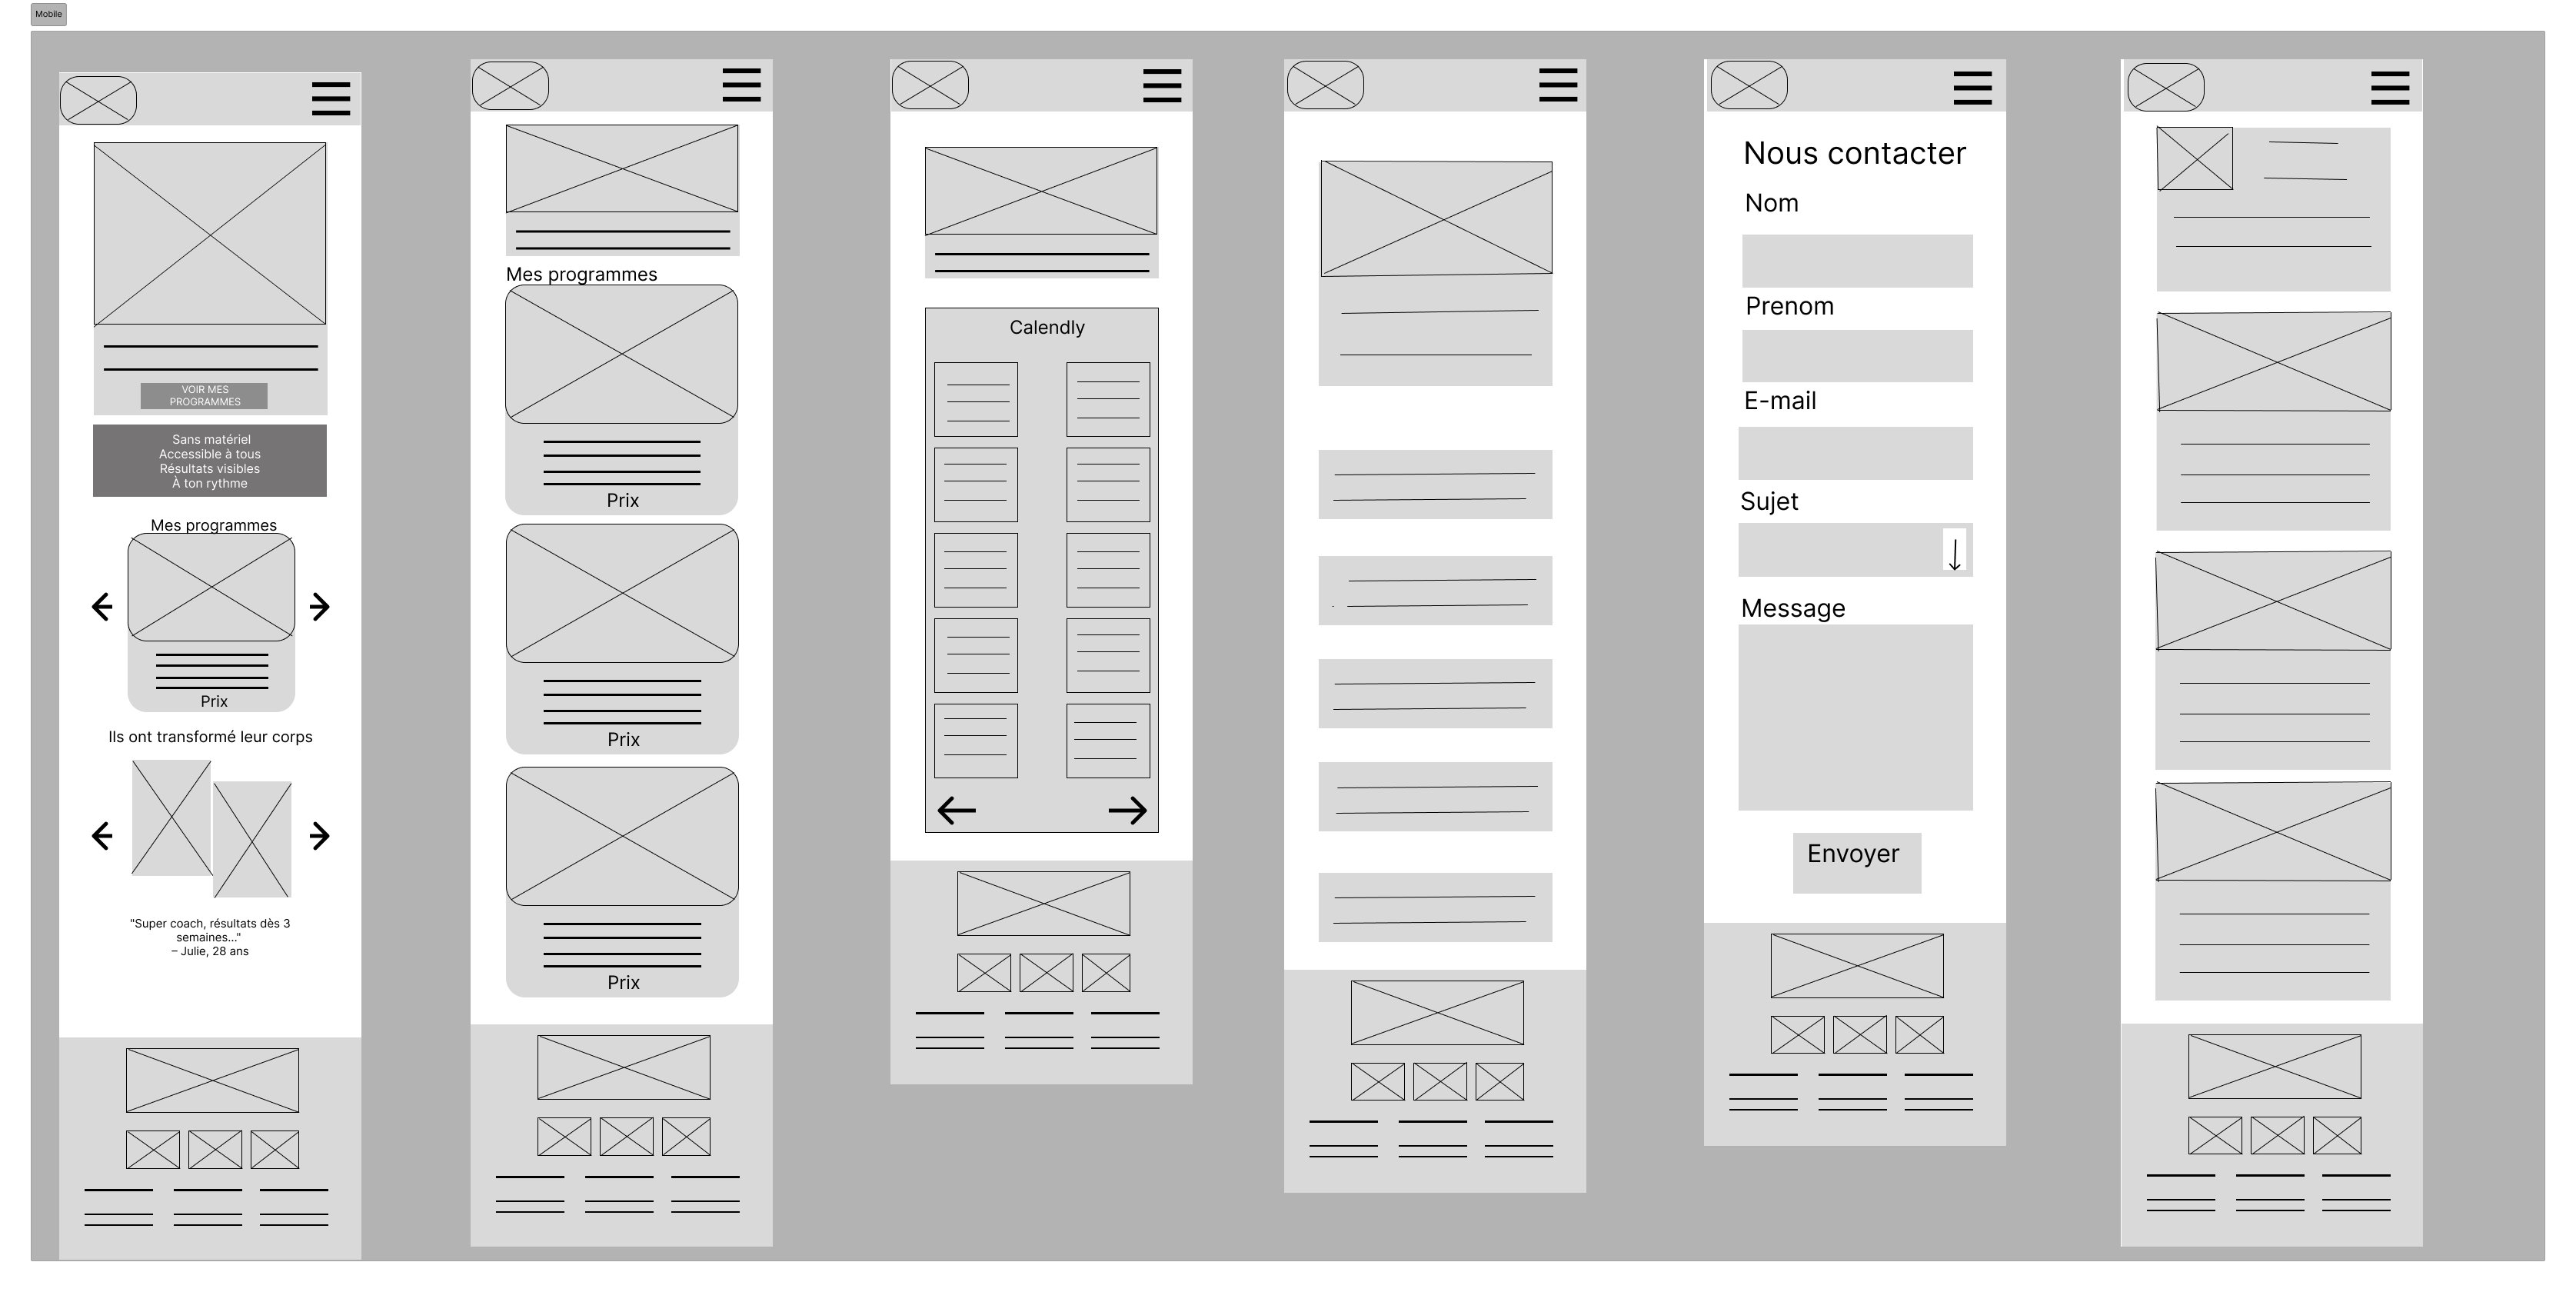 Mobile
VOIR MES
PROGRAMMES
Sans matériel
Accessible à tous
Résultats visibles
À ton rythme
Mes programmes
Prix
Ils ont transformé leur corps
"Super coach, résultats dès 3
semaines..."
– Julie, 28 ans
Mes programmes
Prix
Prix
Prix
Calendly
Nous contacter
Nom
Prenom
E-mail
Sujet
Message
Envoyer